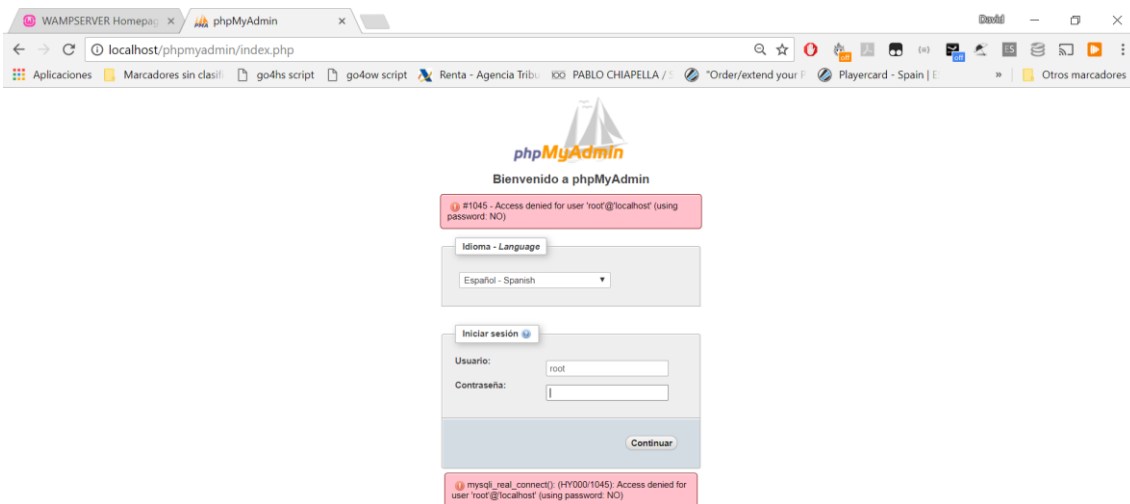 WAMPSERVER Homepag
phpMyAdmin
David
localhost/phpmyadmin/index.php
Aplicaciones
Marcadores sin clasifi
go4hs script
go4ow script
Renta - Agencia Tribu
PABLO CHIAPELLA / S
"Order/extend your P
Playercard - Spain | E
»
Otros marcadores
phpMyAdmin
Bienvenido a phpMyAdmin
#1045 - Access denied for user 'root'@'localhost' (using
password: NO)
Idioma - Language
Español - Spanish
Iniciar sesión
Usuario:
root
Contraseña:
Continuar
mysqli_real_connect(): (HY000/1045): Access denied for
user 'root'@'localhost' (using password: NO)